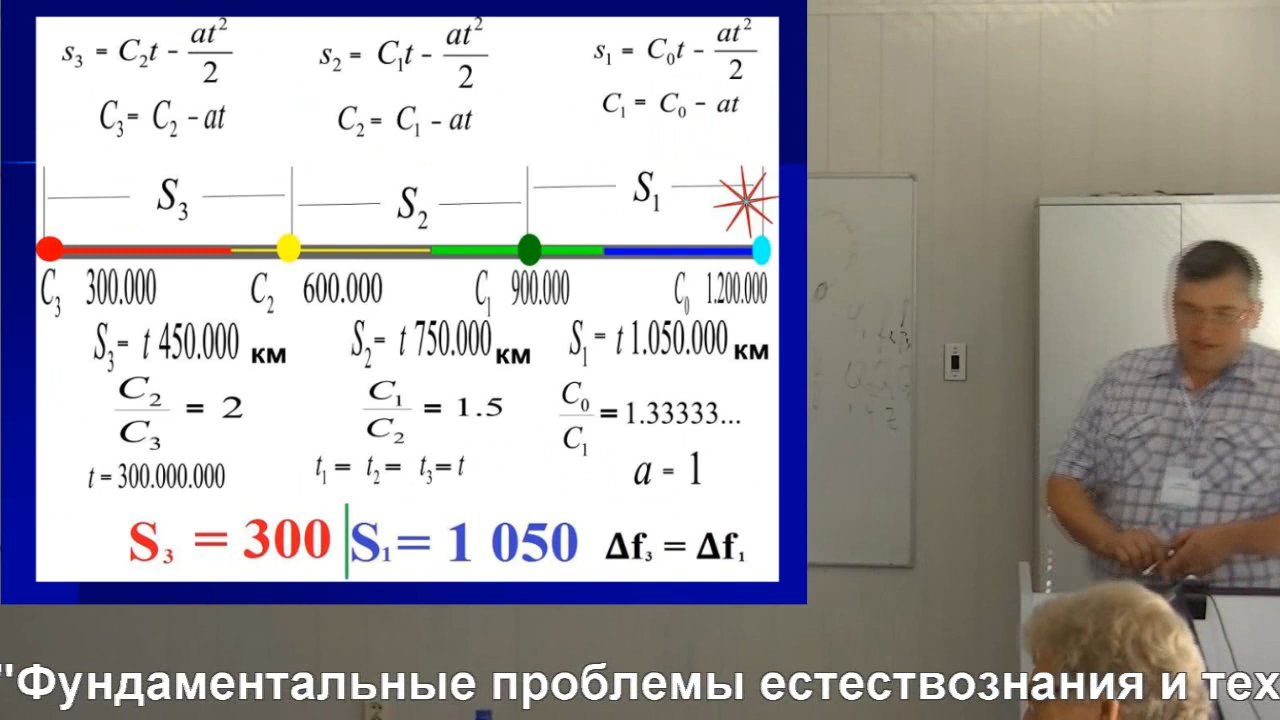 s₃ = C₂t - at²/2
s₂ = C₁t - at²/2
s₁ = C₀t - at²/2
C₃ = C₂ - at
C₂ = C₁ - at
C₁ = C₀ - at
S₃
S₂
S₁
C₃ 300.000
C₂ 600.000
C₁ 900.000
C₀ 1.200.000
S₃ = t 450.000 км
S₂ = t 750.000 км
S₁ = t 1.050.000 км
C₂/C₃ = 2
C₁/C₂ = 1.5
C₀/C₁ = 1.33333...
t = 300.000.000
t₁ = t₂ = t₃ = t
a = 1
S₃ = 300
S₁ = 1 050
Δf₃ = Δf₁
"Фундаментальные проблемы естествознания и тех